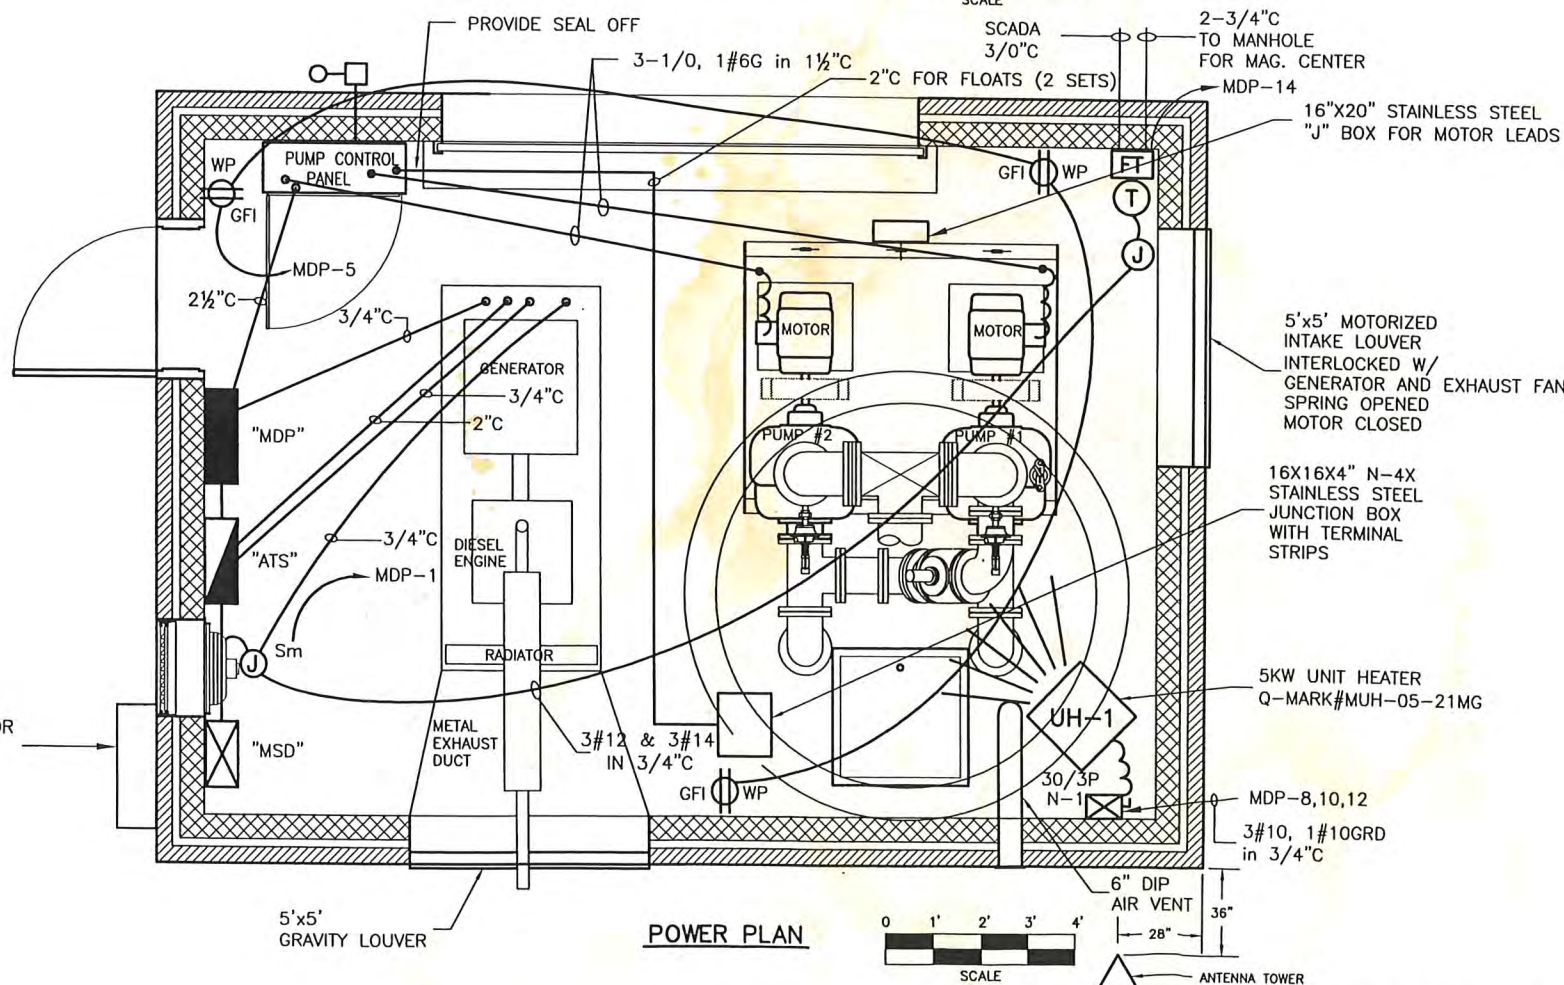 SCALE
PROVIDE SEAL OFF
SCADA
3/0"C
2-3/4"C
TO MANHOLE
FOR MAG. CENTER
3-1/0, 1#6G in 1½"C
2"C FOR FLOATS (2 SETS)
MDP-14
16"X20" STAINLESS STEEL
"J" BOX FOR MOTOR LEADS
WP
PUMP CONTROL
PANEL
GFI
GFI
WP
FT
T
J
MDP-5
2½"C
3/4"C
GENERATOR
3/4"C
2"C
MOTOR
MOTOR
5'x5' MOTORIZED
INTAKE LOUVER
INTERLOCKED W/
GENERATOR AND EXHAUST FAN
SPRING OPENED
MOTOR CLOSED
"MDP"
PUMP #2
PUMP #1
16X16X4" N-4X
STAINLESS STEEL
JUNCTION BOX
WITH TERMINAL
STRIPS
"ATS"
3/4"C
DIESEL
ENGINE
MDP-1
Sm
J
RADIATOR
5KW UNIT HEATER
Q-MARK#MUH-05-21MG
UH-1
OR
"MSD"
METAL
EXHAUST
DUCT
3#12 & 3#14
IN 3/4"C
GFI
WP
30/3P
N-1
MDP-8,10,12
3#10, 1#10GRD
in 3/4"C
6" DIP
AIR VENT
36"
28"
5'x5'
GRAVITY LOUVER
POWER PLAN
0 1' 2' 3' 4'
SCALE
ANTENNA TOWER